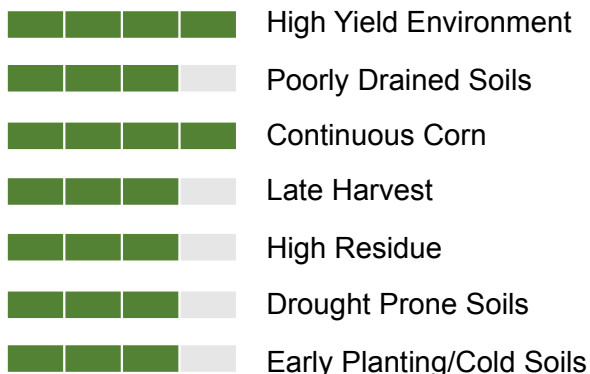 High Yield Environment
Poorly Drained Soils
Continuous Corn
Late Harvest
High Residue
Drought Prone Soils
Early Planting/Cold Soils